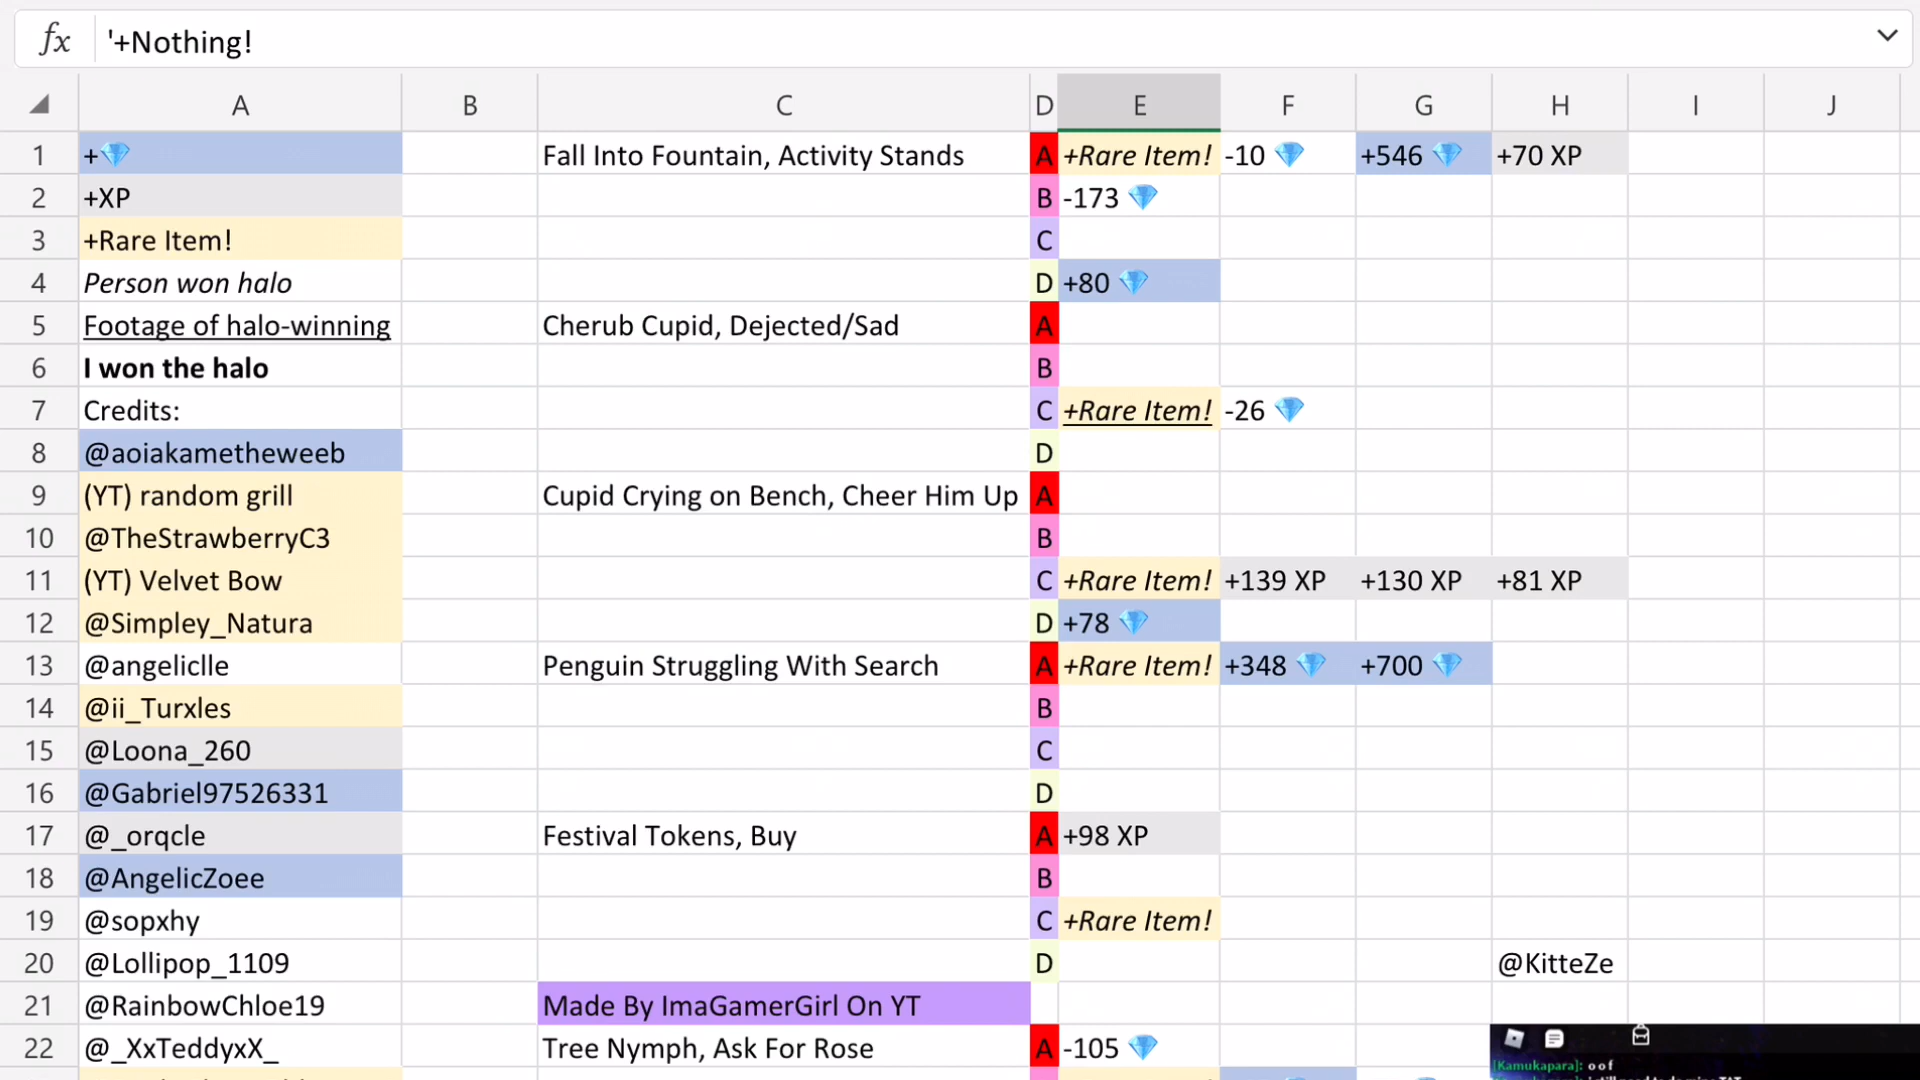 fx '+Nothing!
A B C D E F G H I J
1 +💎 Fall Into Fountain, Activity Stands A +Rare Item! -10 💎 +546 💎 +70 XP
2 +XP B -173 💎
3 +Rare Item! C
4 Person won halo D +80 💎
5 Footage of halo-winning Cherub Cupid, Dejected/Sad A
6 I won the halo B
7 Credits: C +Rare Item! -26 💎
8 @aoiakametheweeb D
9 (YT) random grill Cupid Crying on Bench, Cheer Him Up A
10 @TheStrawberryC3 B
11 (YT) Velvet Bow C +Rare Item! +139 XP +130 XP +81 XP
12 @Simpley_Natura D +78 💎
13 @angeliclle Penguin Struggling With Search A +Rare Item! +348 💎 +700 💎
14 @ii_Turxles B
15 @Loona_260 C
16 @Gabriel97526331 D
17 @_orqcle Festival Tokens, Buy A +98 XP
18 @AngelicZoee B
19 @sopxhy C +Rare Item!
20 @Lollipop_1109 D @KitteZe
21 @RainbowChloe19 Made By ImaGamerGirl On YT
22 @_XxTeddyxX_ Tree Nymph, Ask For Rose A -105 💎
[Kamukapara]: o o f